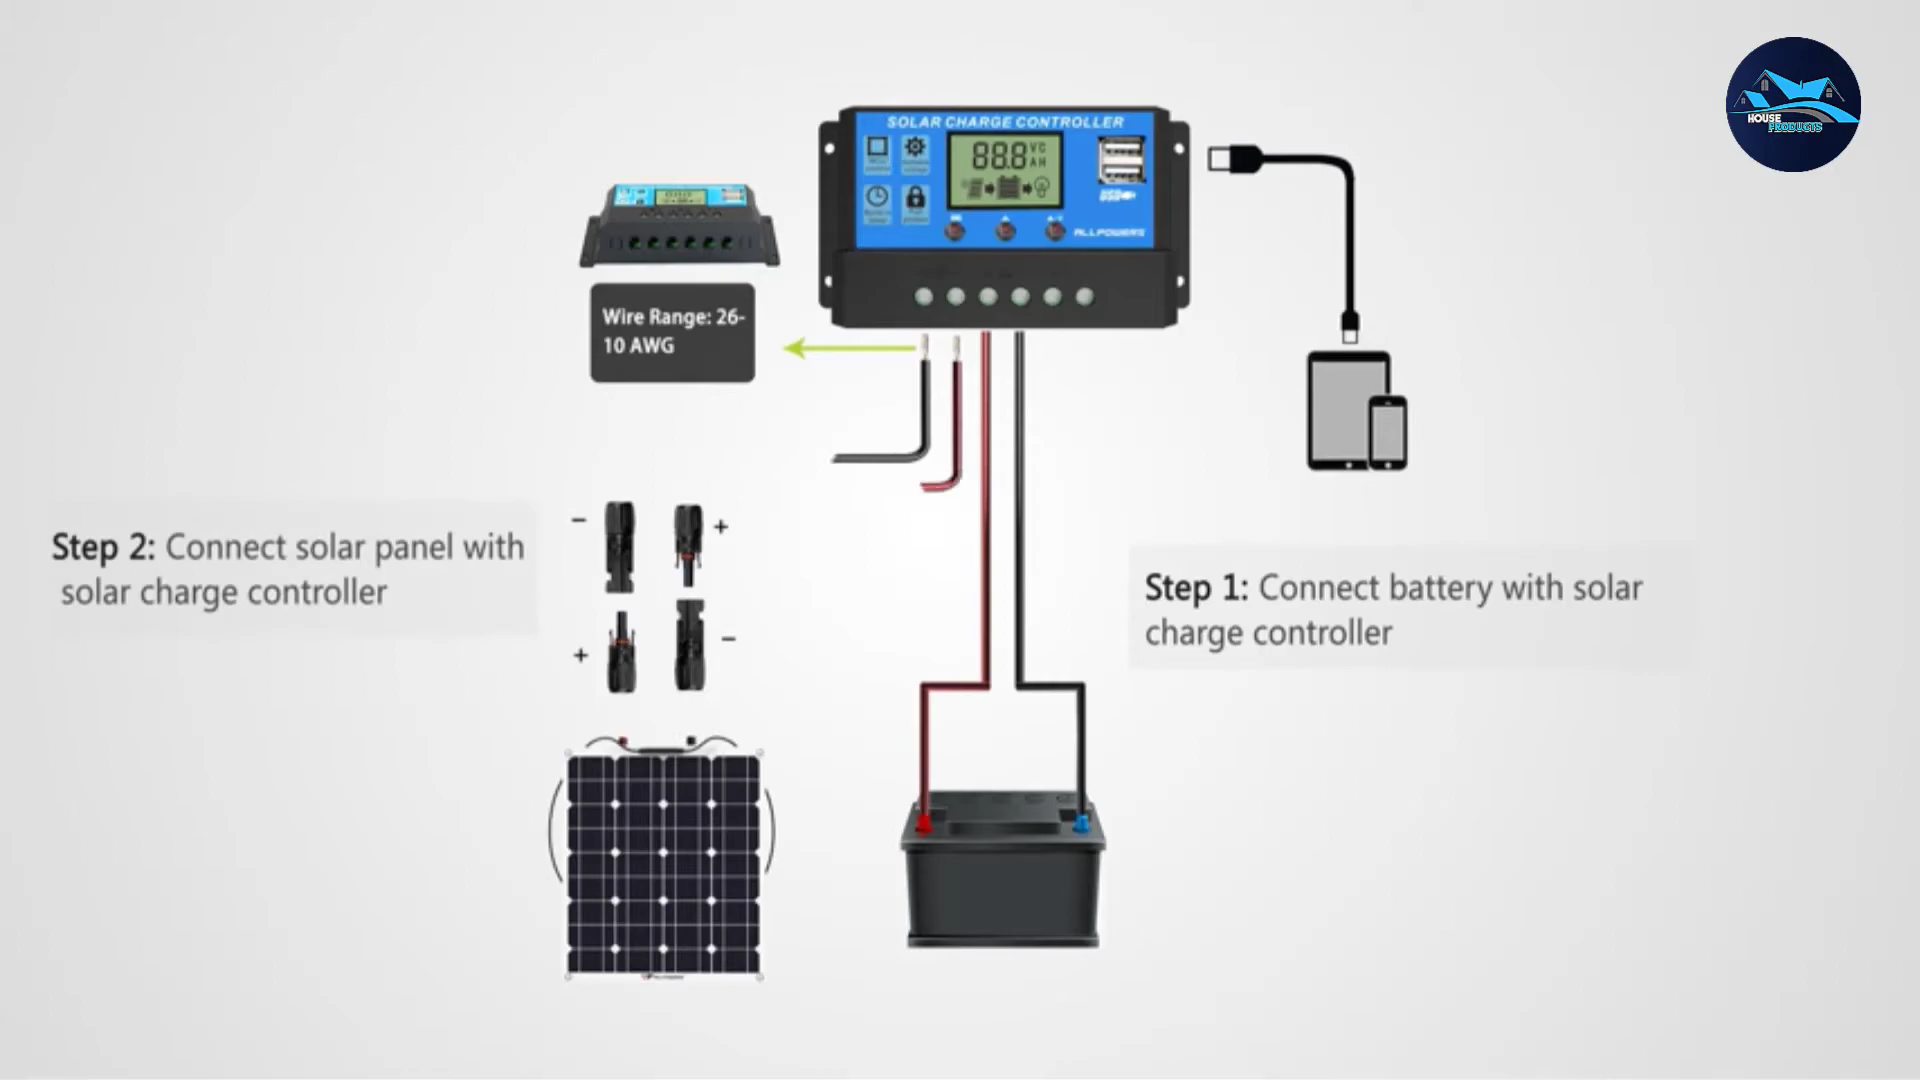 HOUSE
PRODUCTS
SOLAR CHARGE CONTROLLER
88.8 VC
AH
USB
ALLPOWERS
Wire Range: 26-
10 AWG
− +
+ −
Step 2: Connect solar panel with
solar charge controller
Step 1: Connect battery with solar
charge controller